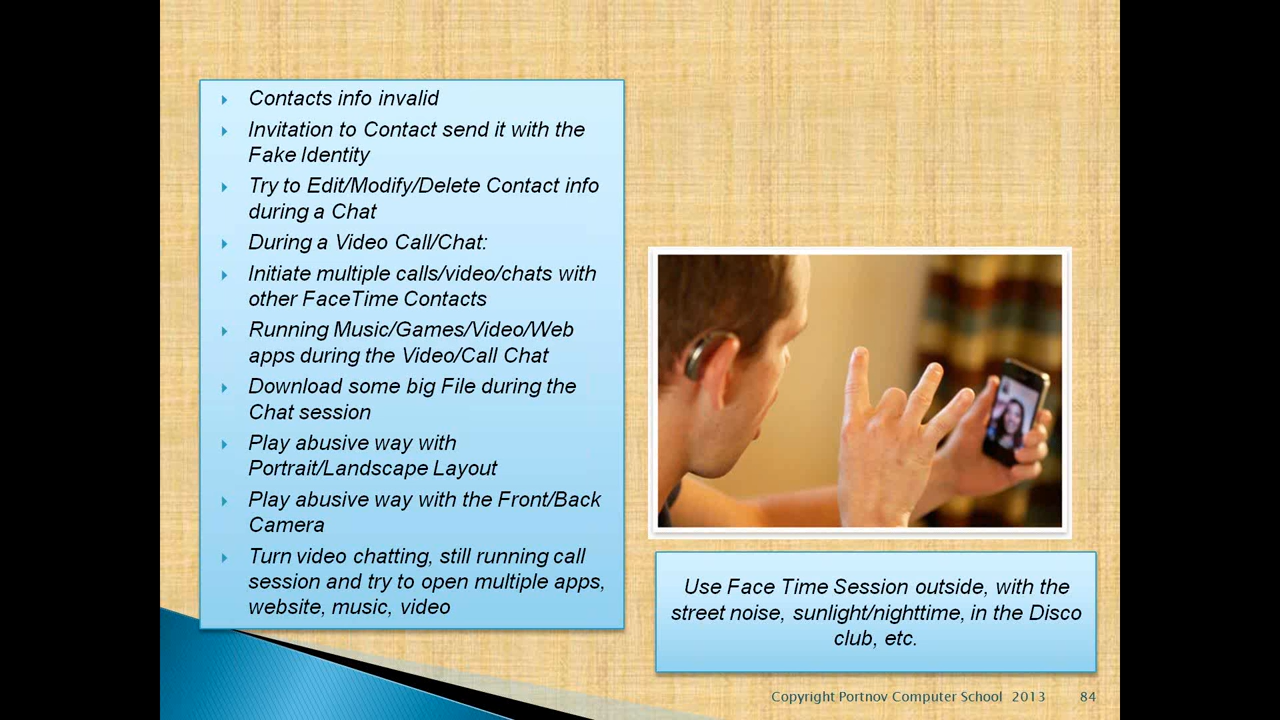 Contacts info invalid
Invitation to Contact send it with the
Fake Identity
Try to Edit/Modify/Delete Contact info
during a Chat
During a Video Call/Chat:
Initiate multiple calls/video/chats with
other FaceTime Contacts
Running Music/Games/Video/Web
apps during the Video/Call Chat
Download some big File during the
Chat session
Play abusive way with
Portrait/Landscape Layout
Play abusive way with the Front/Back
Camera
Turn video chatting, still running call
session and try to open multiple apps,
website, music, video
Use Face Time Session outside, with the
street noise, sunlight/nighttime, in the Disco
club, etc.
Copyright Portnov Computer School 2013 84